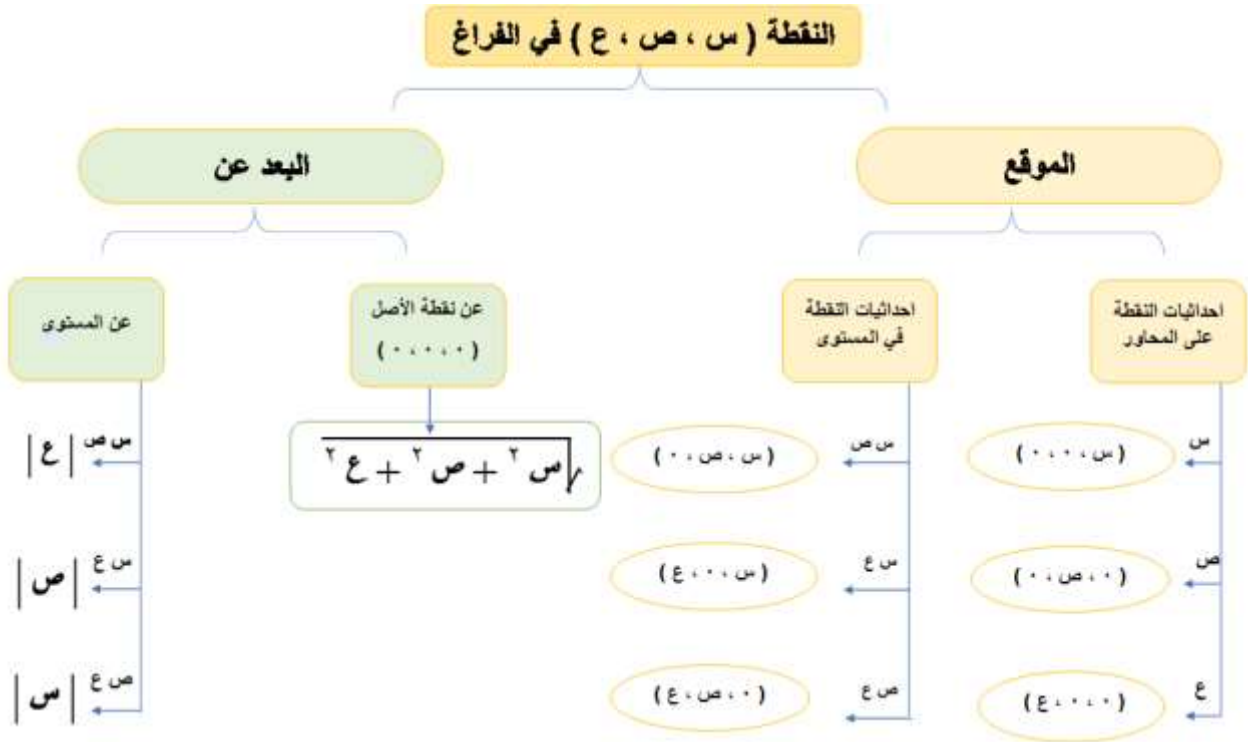 النقطة ( س ، ص ، ع ) في الفراغ
الموقع
البعد عن
احداثيات النقطة
على المحاور
احداثيات النقطة
في المستوى
عن نقطة الأصل
( ٠ ، ٠ ، ٠ )
عن المستوى
س
( س ، ٠ ، ٠ )
ص
( ٠ ، ص ، ٠ )
ع
( ٠ ، ٠ ، ع )
س ص
( س ، ص ، ٠ )
س ع
( س ، ٠ ، ع )
ص ع
( ٠ ، ص ، ع )
√س ٢ + ص ٢ + ع ٢
س ص
| ع |
س ع
| ص |
ص ع
| س |